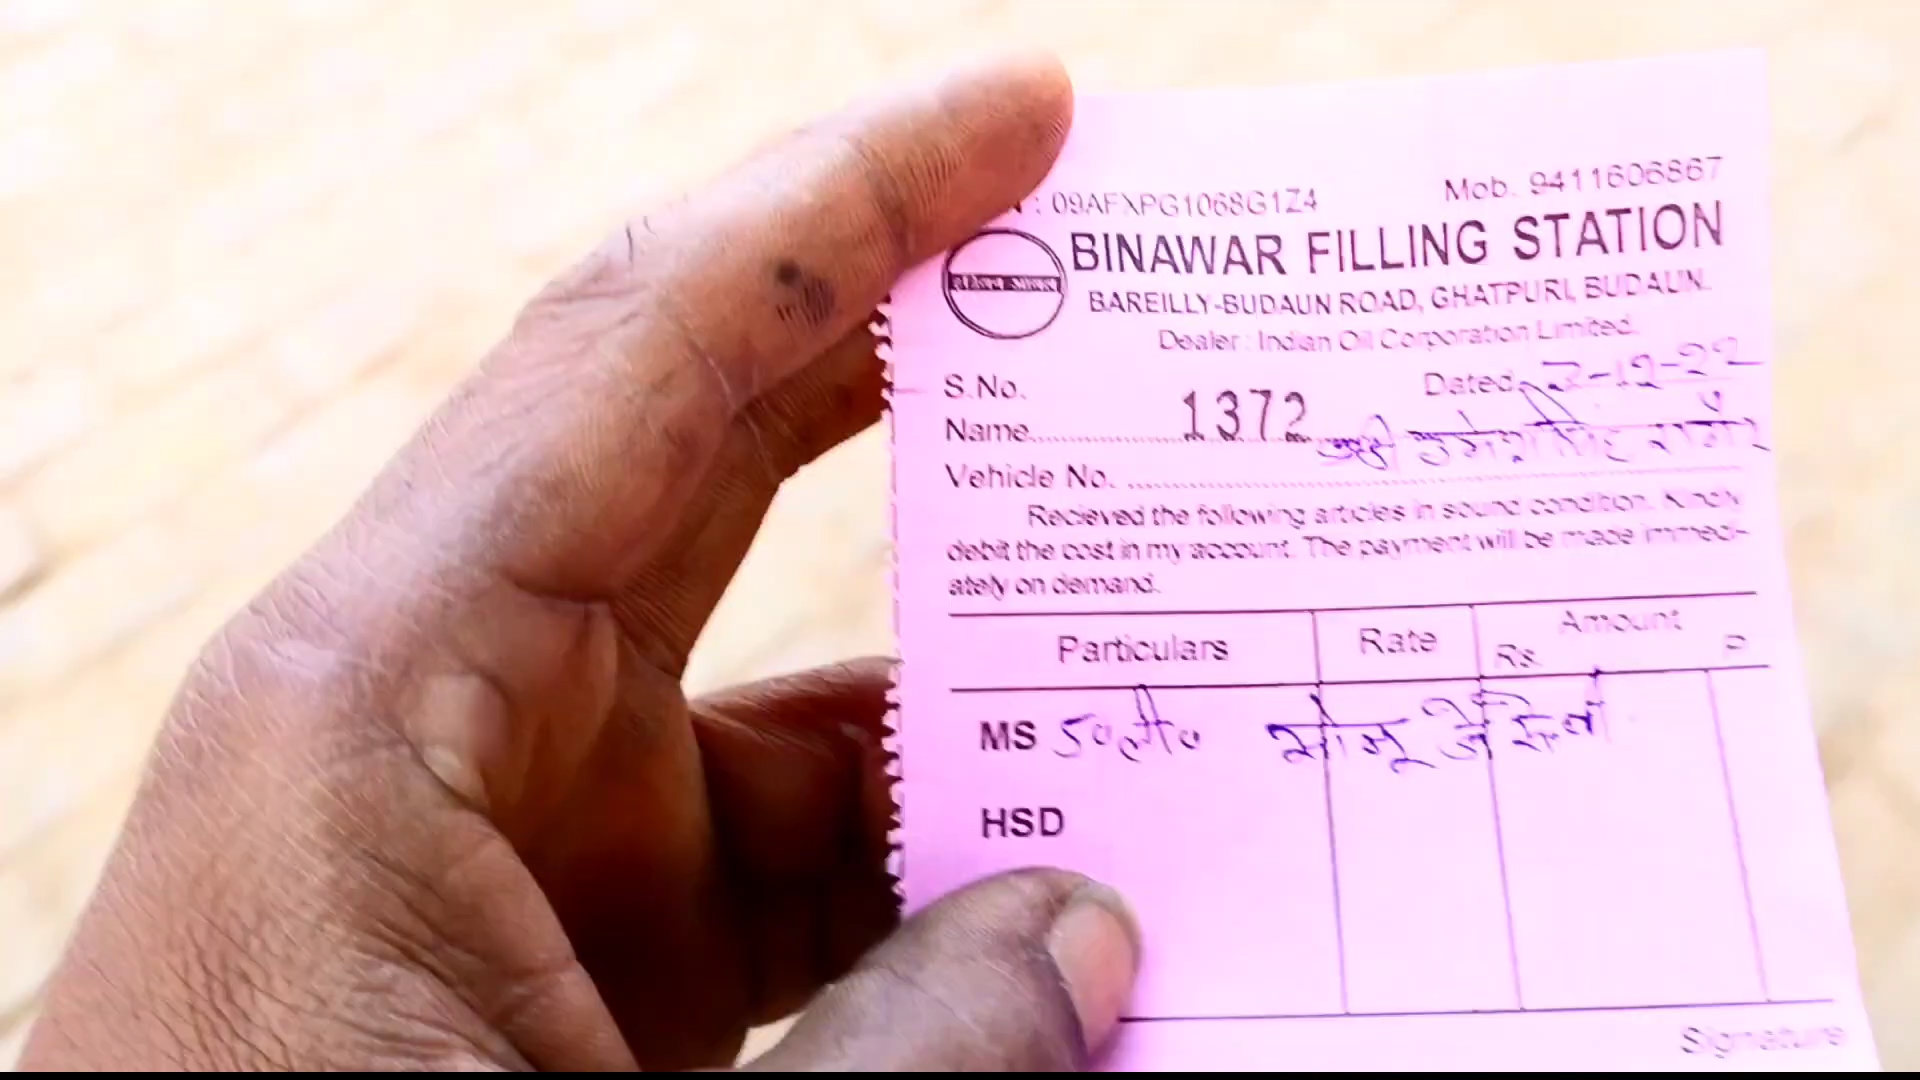 : 09AFXPG1068G1Z4 Mob. 9411606867
BINAWAR FILLING STATION
BAREILLY-BUDAUN ROAD, GHATPURI, BUDAUN.
Dealer : Indian Oil Corporation Limited.
S.No. 1372 Dated -12-22
Name
Vehicle No.
Recieved the following articles in sound condition. Kindly
debit the cost in my account. The payment will be made immedi-
ately on demand.
Particulars Rate Amount
Rs. P
MS 50 ली०
HSD
Signature